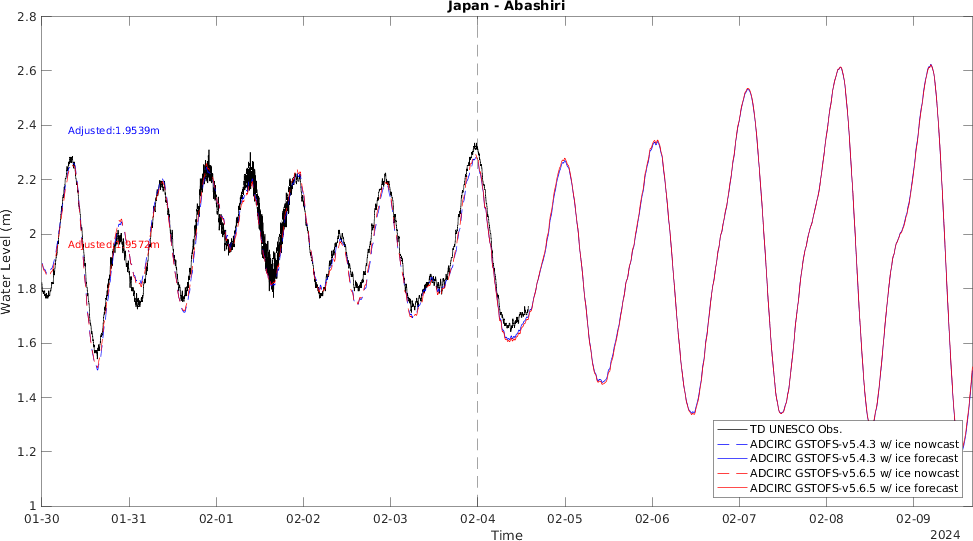 Japan - Abashiri
2.8
2.6
2.4
2.2
2
1.8
1.6
1.4
1.2
1
Water Level (m)
Adjusted:1.9539m
Adjusted:1.9572m
TD UNESCO Obs.
ADCIRC GSTOFS-v5.4.3 w/ ice nowcast
ADCIRC GSTOFS-v5.4.3 w/ ice forecast
ADCIRC GSTOFS-v5.6.5 w/ ice nowcast
ADCIRC GSTOFS-v5.6.5 w/ ice forecast
01-30 01-31 02-01 02-02 02-03 02-04 02-05 02-06 02-07 02-08 02-09
Time
2024